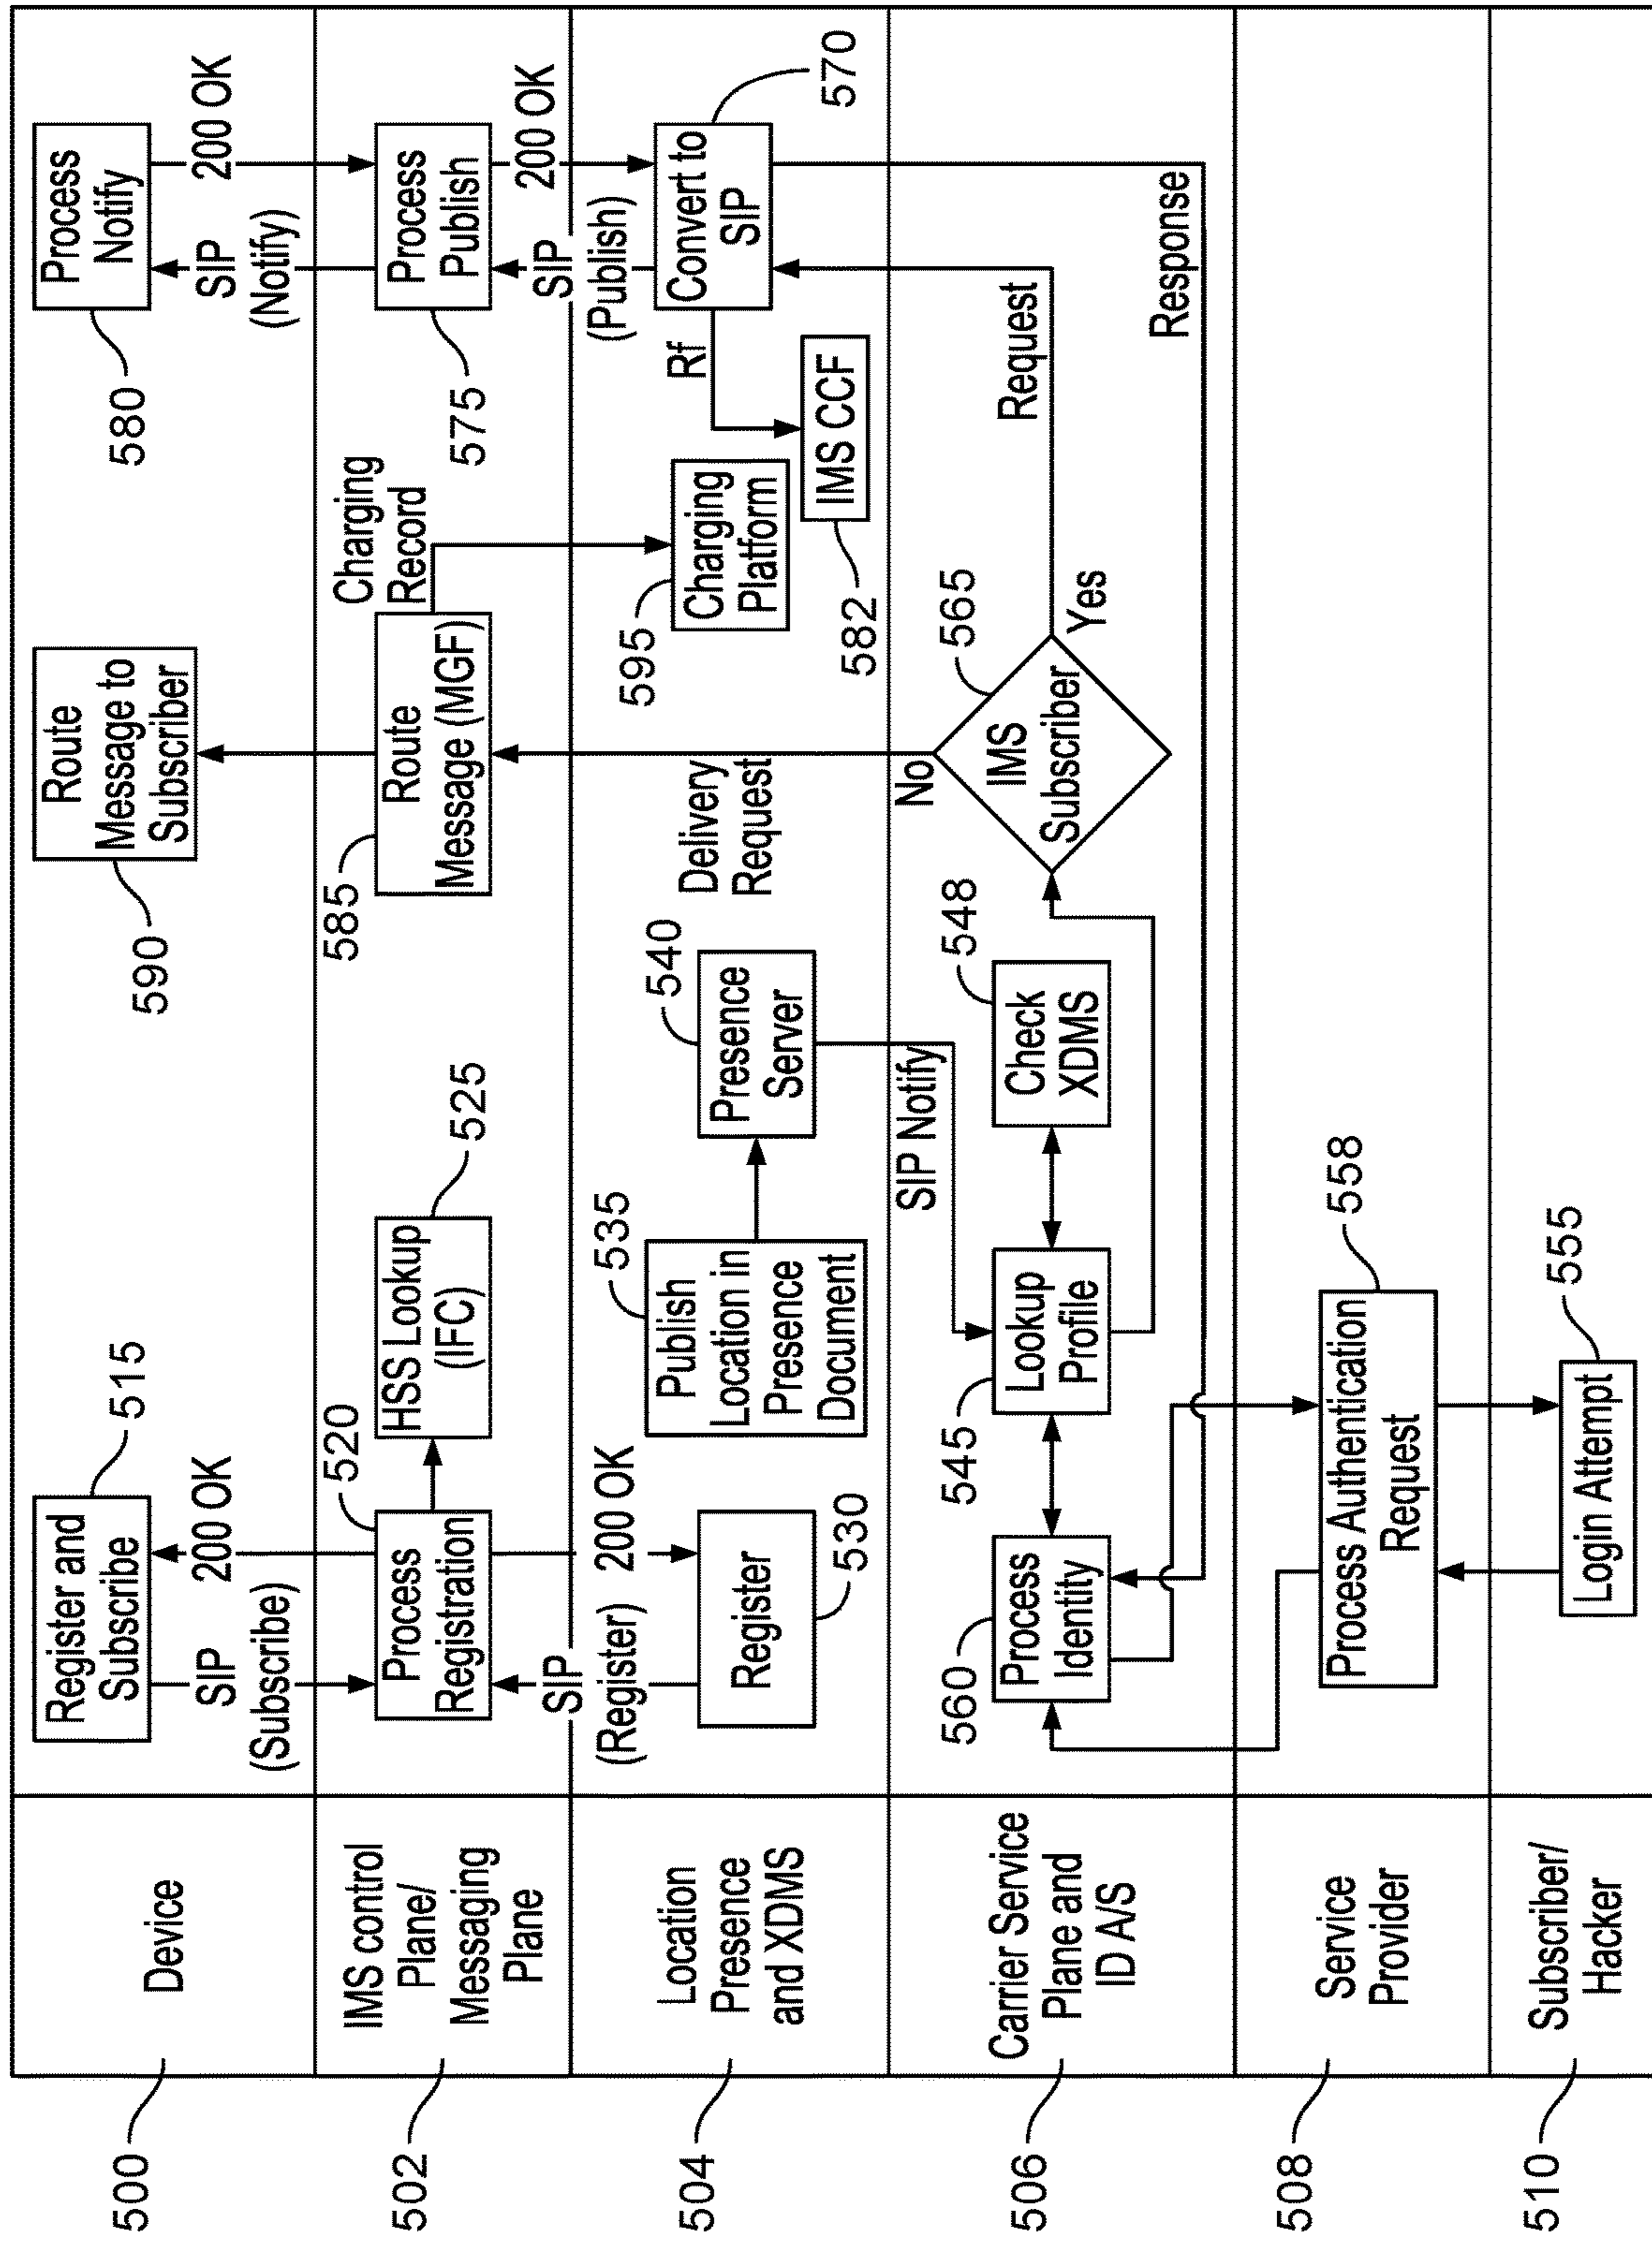 500
Device
Register and
Subscribe
515
SIP
(Subscribe)
200 OK
590
Route
Message to
Subscriber
580
Process
Notify
SIP
(Notify)
200 OK
502
IMS control
Plane/
Messaging
Plane
Process
Registration
520
HSS Lookup
(IFC)
525
585
Route
Message (MGF)
Charging
Record
575
Process
Publish
SIP
(Publish)
200 OK
504
Location
Presence
and XDMS
SIP
(Register)
200 OK
Register
530
535
Publish
Location in
Presence
Document
540
Presence
Server
Delivery
Request
595
Charging
Platform
582
IMS CCF
Rf
Convert to
SIP
570
506
Carrier Service
Plane and
ID A/S
560
Process
Identity
545
Lookup
Profile
SIP Notify
548
Check
XDMS
No
565
IMS
Subscriber
Yes
Request
Response
508
Service
Provider
Process Authentication
Request
558
510
Subscriber/
Hacker
Login Attempt
555